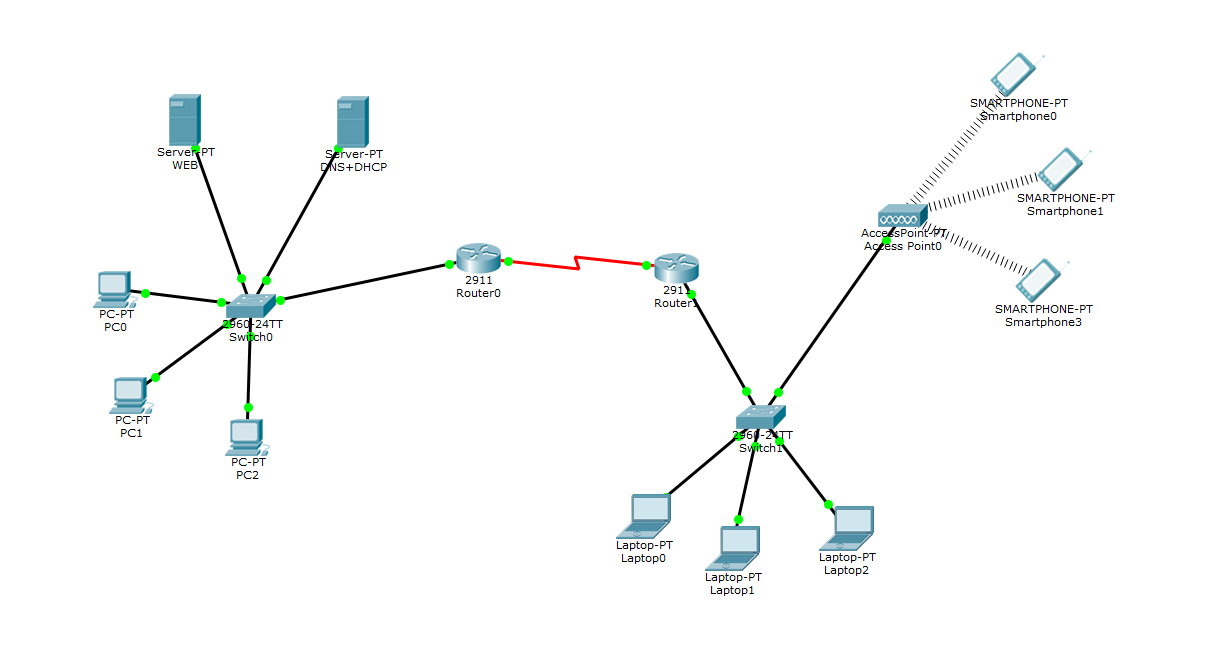 SMARTPHONE-PT
Smartphone0
Server-PT
WEB
Server-PT
DNS+DHCP
SMARTPHONE-PT
Smartphone1
AccessPoint-PT
Access Point0
2911
Router0
2911
Router1
PC-PT
PC0
2960-24TT
Switch0
SMARTPHONE-PT
Smartphone3
PC-PT
PC1
2960-24TT
Switch1
PC-PT
PC2
Laptop-PT
Laptop0
Laptop-PT
Laptop1
Laptop-PT
Laptop2